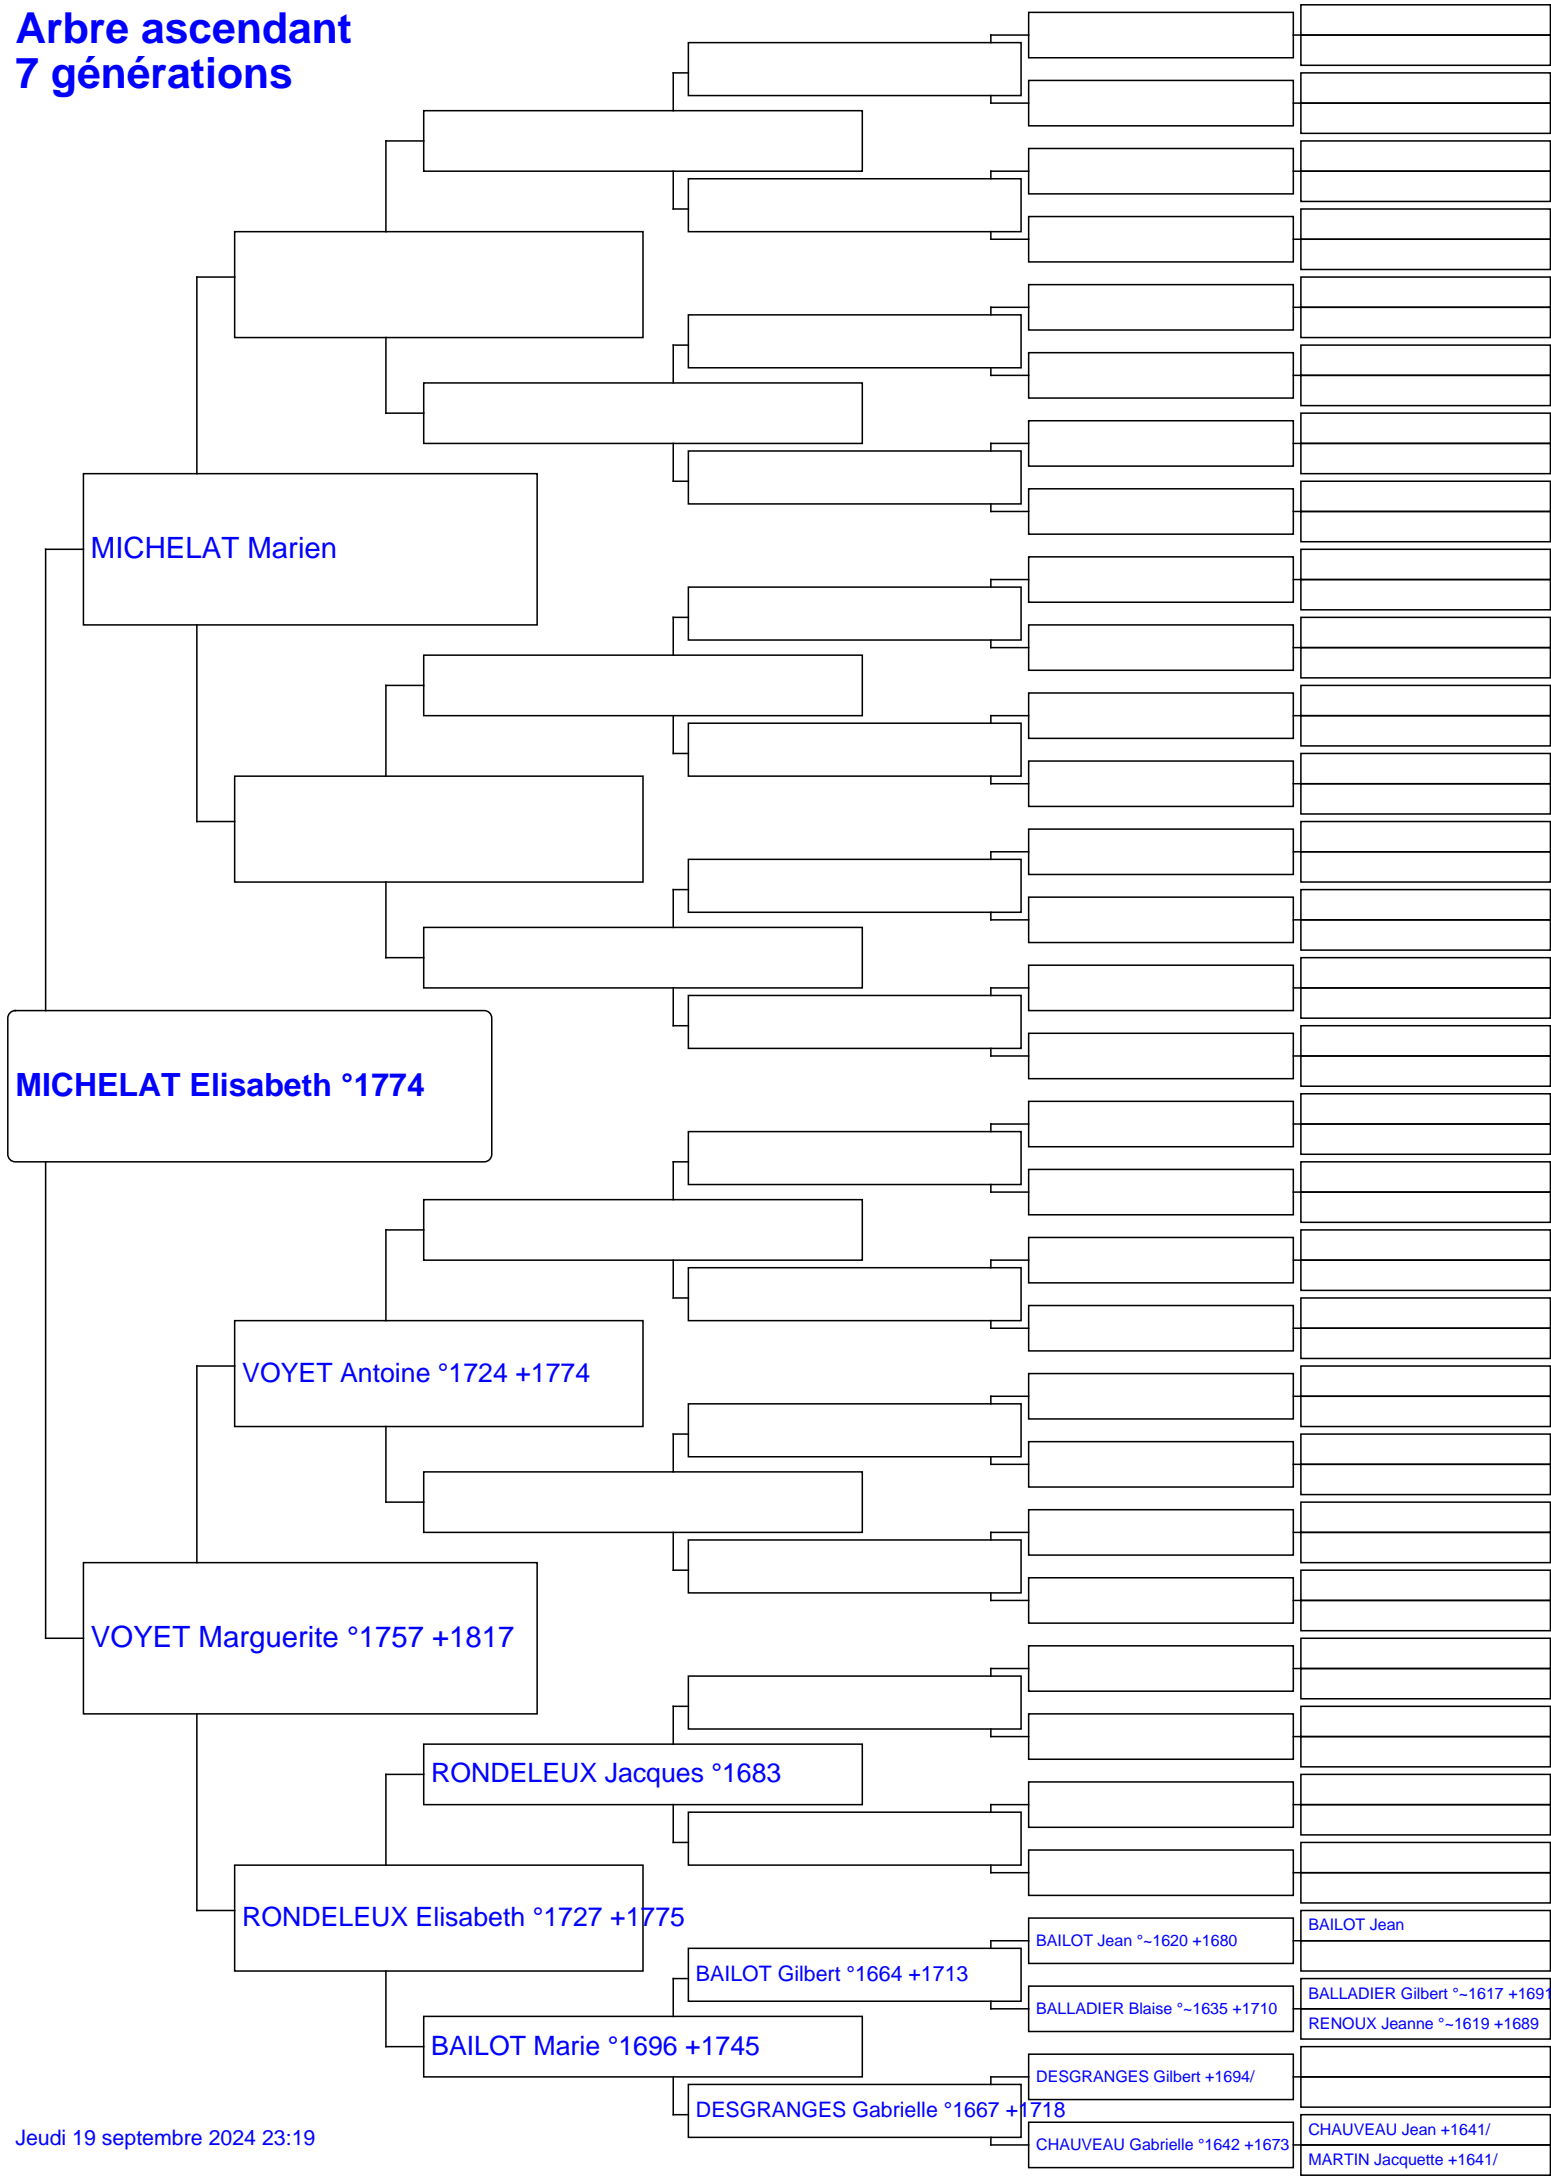 Arbre ascendant
7 générations
MICHELAT Marien
MICHELAT Elisabeth °1774
VOYET Antoine °1724 +1774
VOYET Marguerite °1757 +1817
RONDELEUX Jacques °1683
RONDELEUX Elisabeth °1727 +1775
BAILOT Jean
BAILOT Jean °~1620 +1680
BAILOT Gilbert °1664 +1713
BALLADIER Gilbert °~1617 +1691
BALLADIER Blaise °~1635 +1710
RENOUX Jeanne °~1619 +1689
BAILOT Marie °1696 +1745
DESGRANGES Gilbert +1694/
DESGRANGES Gabrielle °1667 +1718
CHAUVEAU Jean +1641/
CHAUVEAU Gabrielle °1642 +1673
MARTIN Jacquette +1641/
Jeudi 19 septembre 2024 23:19